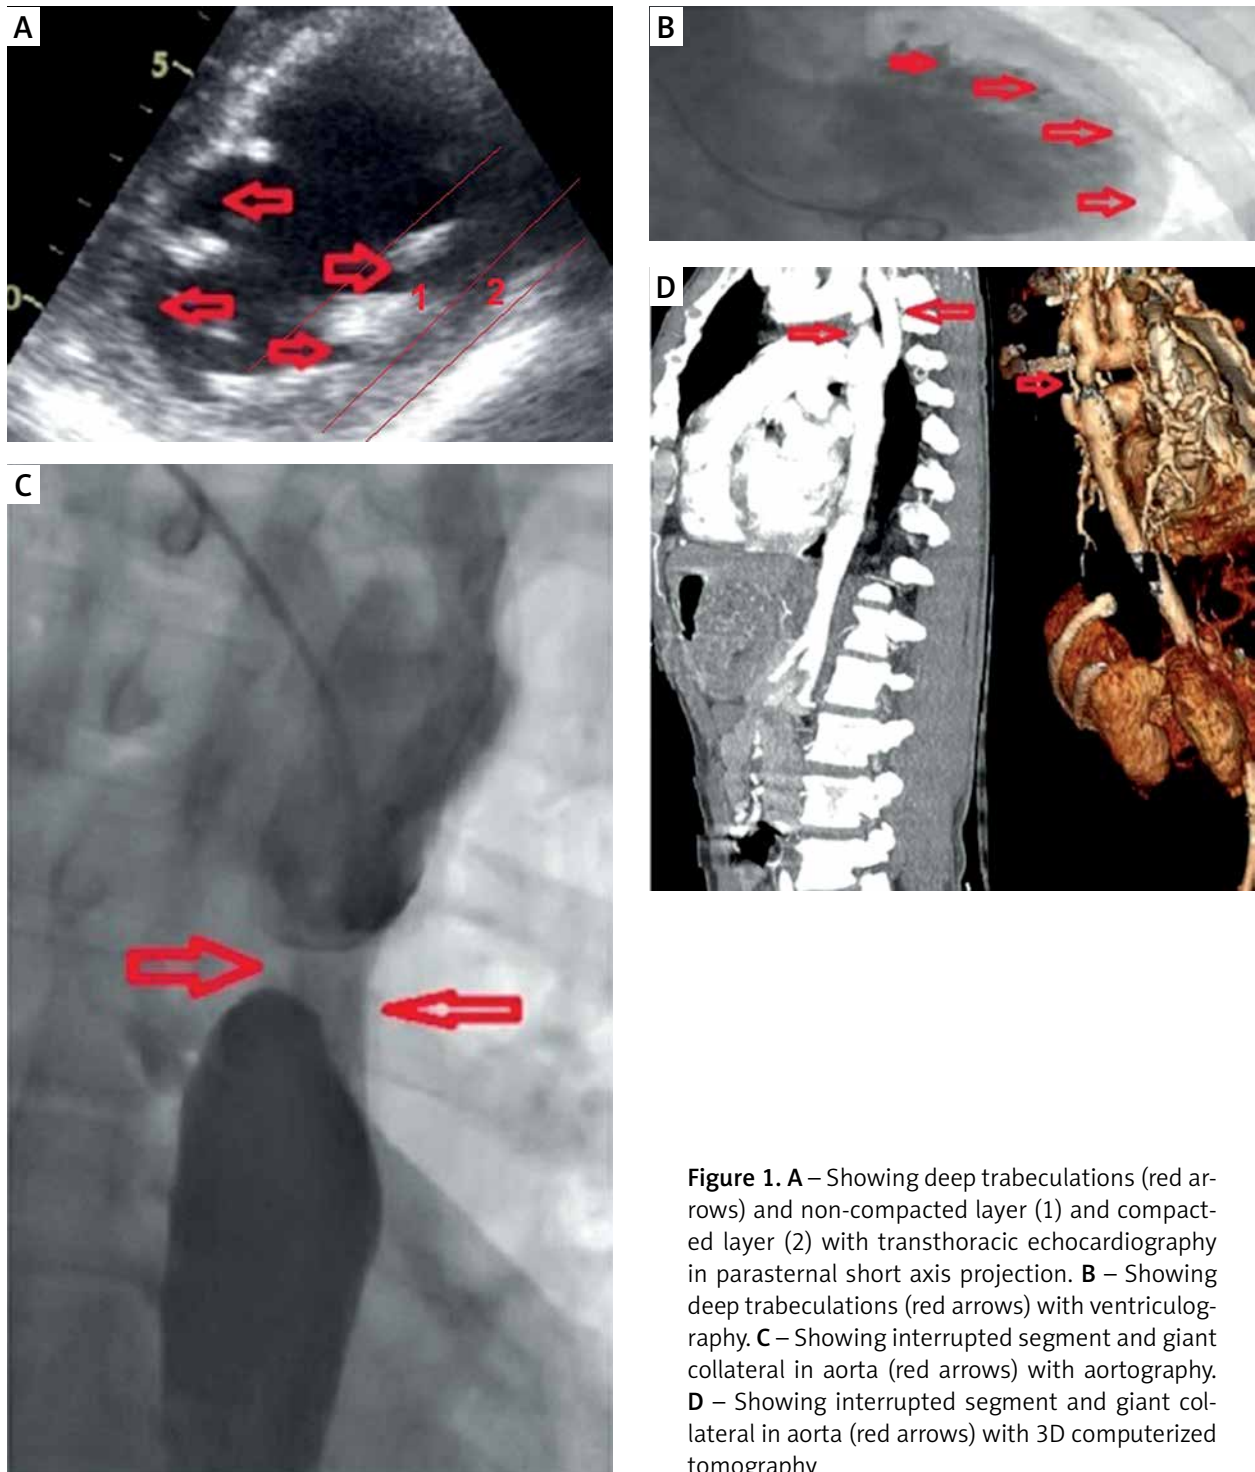 A
5
0
1
2
B
C
D
Figure 1. A – Showing deep trabeculations (red ar-
rows) and non-compacted layer (1) and compact-
ed layer (2) with transthoracic echocardiography
in parasternal short axis projection. B – Showing
deep trabeculations (red arrows) with ventriculog-
raphy. C – Showing interrupted segment and giant
collateral in aorta (red arrows) with aortography.
D – Showing interrupted segment and giant col-
lateral in aorta (red arrows) with 3D computerized
tomography